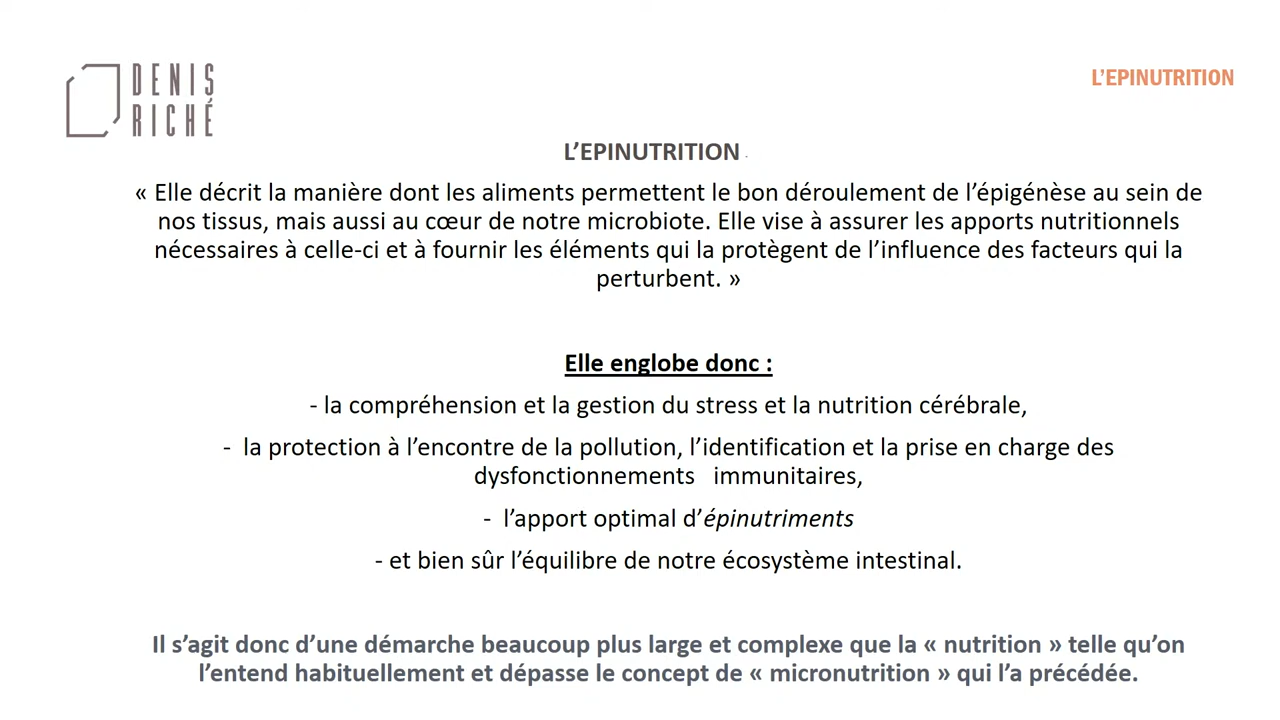 DENIS
RICHÉ
L’EPINUTRITION
L’EPINUTRITION
« Elle décrit la manière dont les aliments permettent le bon déroulement de l’épigénèse au sein de
nos tissus, mais aussi au cœur de notre microbiote. Elle vise à assurer les apports nutritionnels
nécessaires à celle-ci et à fournir les éléments qui la protègent de l’influence des facteurs qui la
perturbent. »
Elle englobe donc :
- la compréhension et la gestion du stress et la nutrition cérébrale,
- la protection à l’encontre de la pollution, l’identification et la prise en charge des
dysfonctionnements immunitaires,
- l’apport optimal d’épinutriments
- et bien sûr l’équilibre de notre écosystème intestinal.
Il s’agit donc d’une démarche beaucoup plus large et complexe que la « nutrition » telle qu’on
l’entend habituellement et dépasse le concept de « micronutrition » qui l’a précédée.